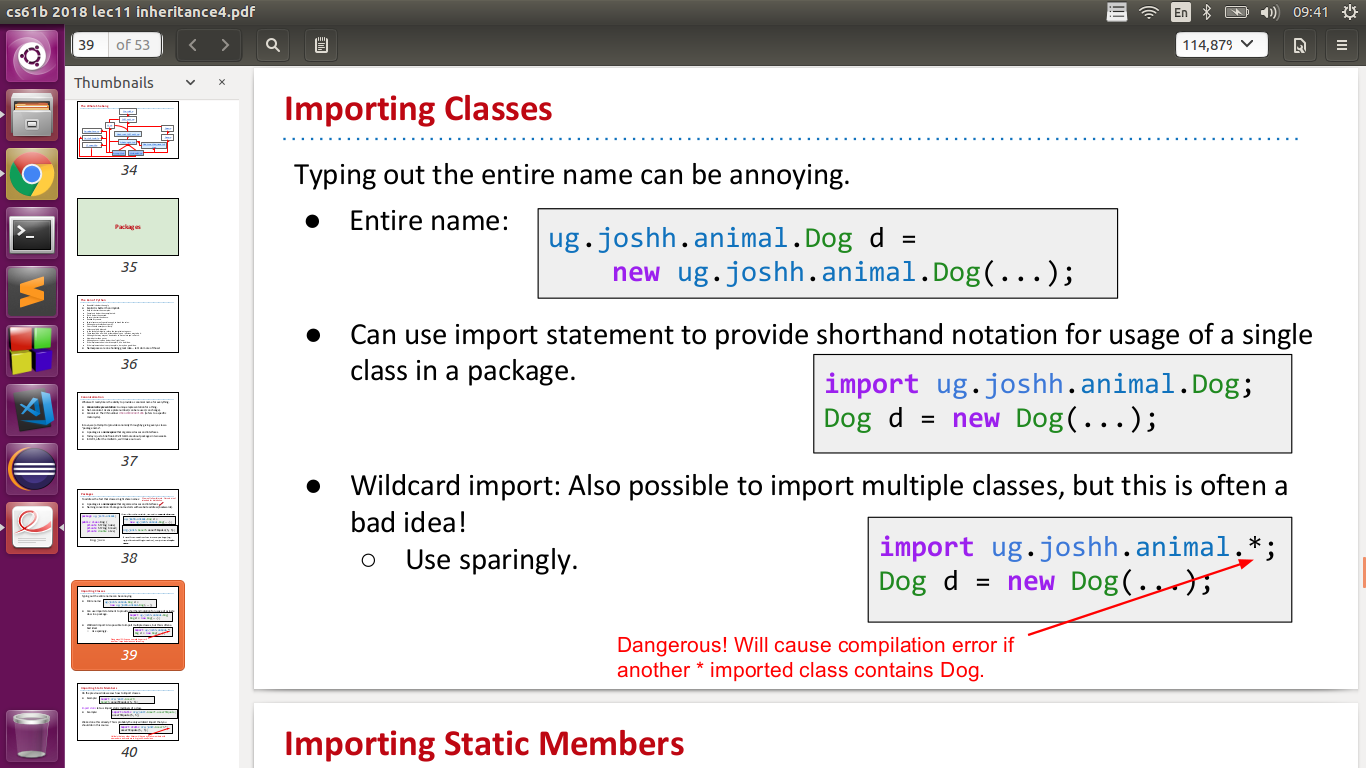 cs61b 2018 lec11 inheritance4.pdf
En
09:41
39 of 53
114,87%
Thumbnails
34
Packages
35
36
37
38
39
40
Importing Classes
Typing out the entire name can be annoying.
● Entire name:
ug.joshh.animal.Dog d =
new ug.joshh.animal.Dog(...);
● Can use import statement to provide shorthand notation for usage of a single
class in a package.
import ug.joshh.animal.Dog;
Dog d = new Dog(...);
● Wildcard import: Also possible to import multiple classes, but this is often a
bad idea!
○ Use sparingly.
import ug.joshh.animal.*;
Dog d = new Dog(...);
Dangerous! Will cause compilation error if
another * imported class contains Dog.
Importing Static Members